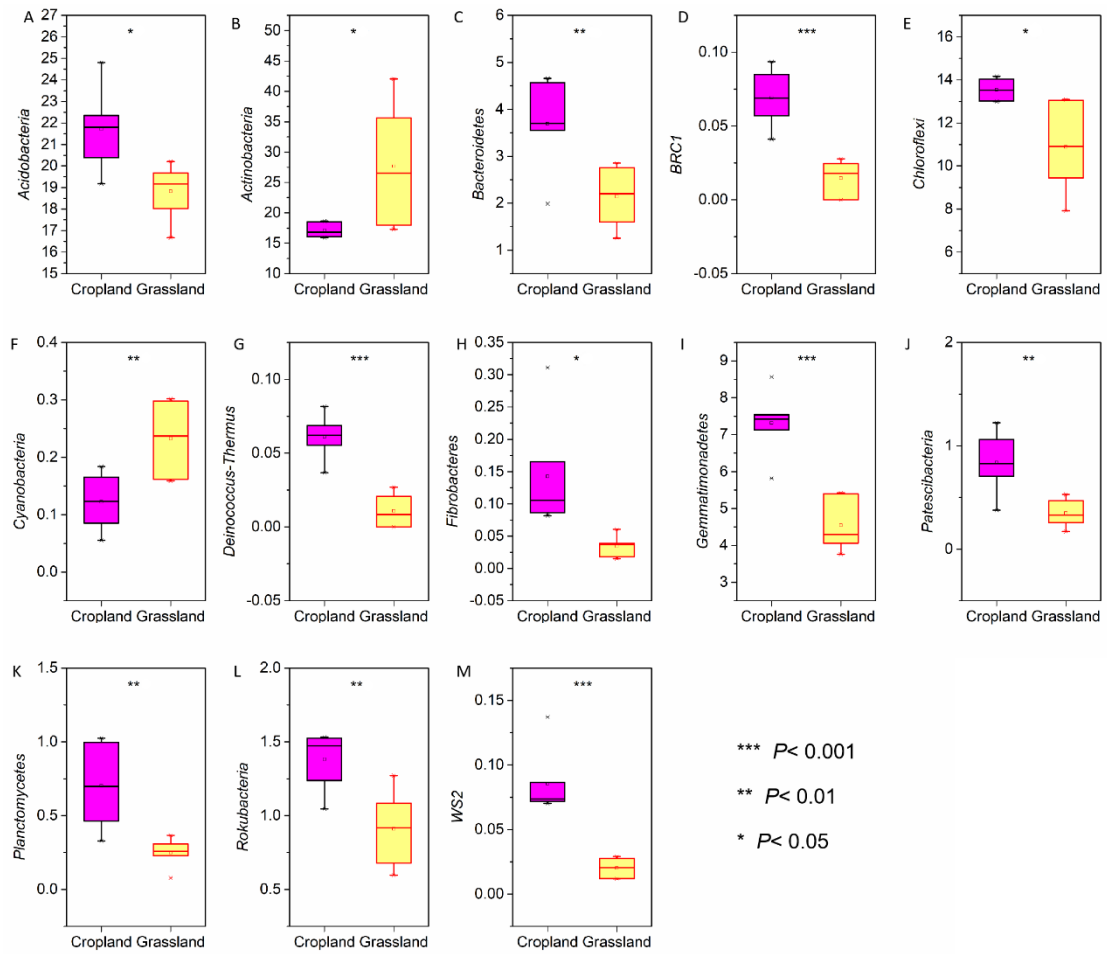 A
*
Acidobacteria
27
26
25
24
23
22
21
20
19
18
17
16
15
Cropland Grassland
B
*
Actinobacteria
50
45
40
35
30
25
20
15
10
Cropland Grassland
C
**
Bacteroidetes
6
5
4
3
2
1
Cropland Grassland
D
***
BRC1
0.10
0.05
0.00
-0.05
Cropland Grassland
E
*
Chloroflexi
16
14
12
10
8
6
Cropland Grassland
F
**
Cyanobacteria
0.4
0.3
0.2
0.1
0.0
Cropland Grassland
G
***
Deinococcus-Thermus
0.10
0.05
0.00
-0.05
Cropland Grassland
H
*
Fibrobacteres
0.35
0.30
0.25
0.20
0.15
0.10
0.05
0.00
-0.05
Cropland Grassland
I
***
Gemmatimonadetes
9
8
7
6
5
4
3
Cropland Grassland
J
**
Patescibacteria
2
1
0
Cropland Grassland
K
**
Planctomycetes
1.5
1.0
0.5
0.0
Cropland Grassland
L
**
Rokubacteria
2.0
1.5
1.0
0.5
Cropland Grassland
M
***
WS2
0.15
0.10
0.05
0.00
Cropland Grassland
*** P< 0.001
** P< 0.01
* P< 0.05